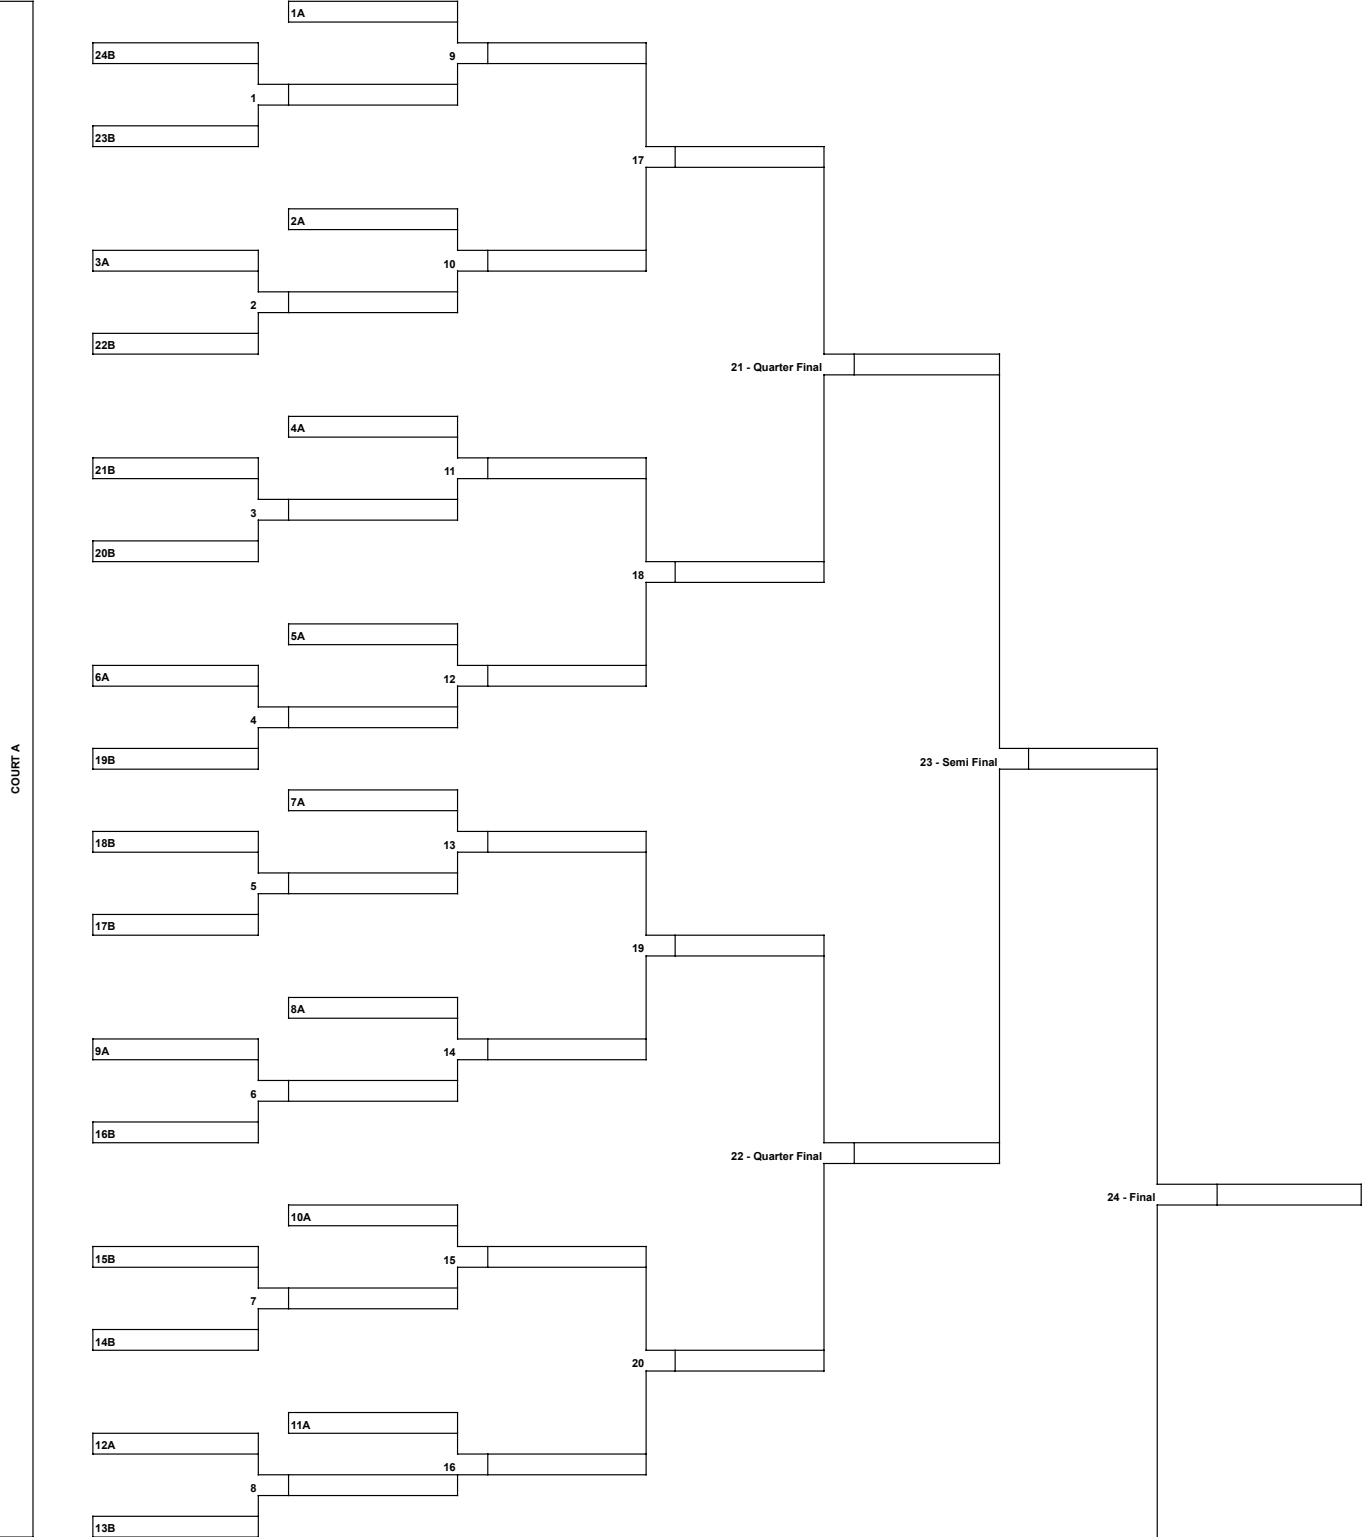 1A
24B
9
1
23B
17
2A
3A
10
2
22B
21 - Quarter Final
4A
21B
11
3
20B
18
5A
6A
12
4
19B
COURT A
23 - Semi Final
7A
18B
13
5
17B
19
8A
9A
14
6
16B
22 - Quarter Final
24 - Final
10A
15B
15
7
14B
20
11A
12A
16
8
13B